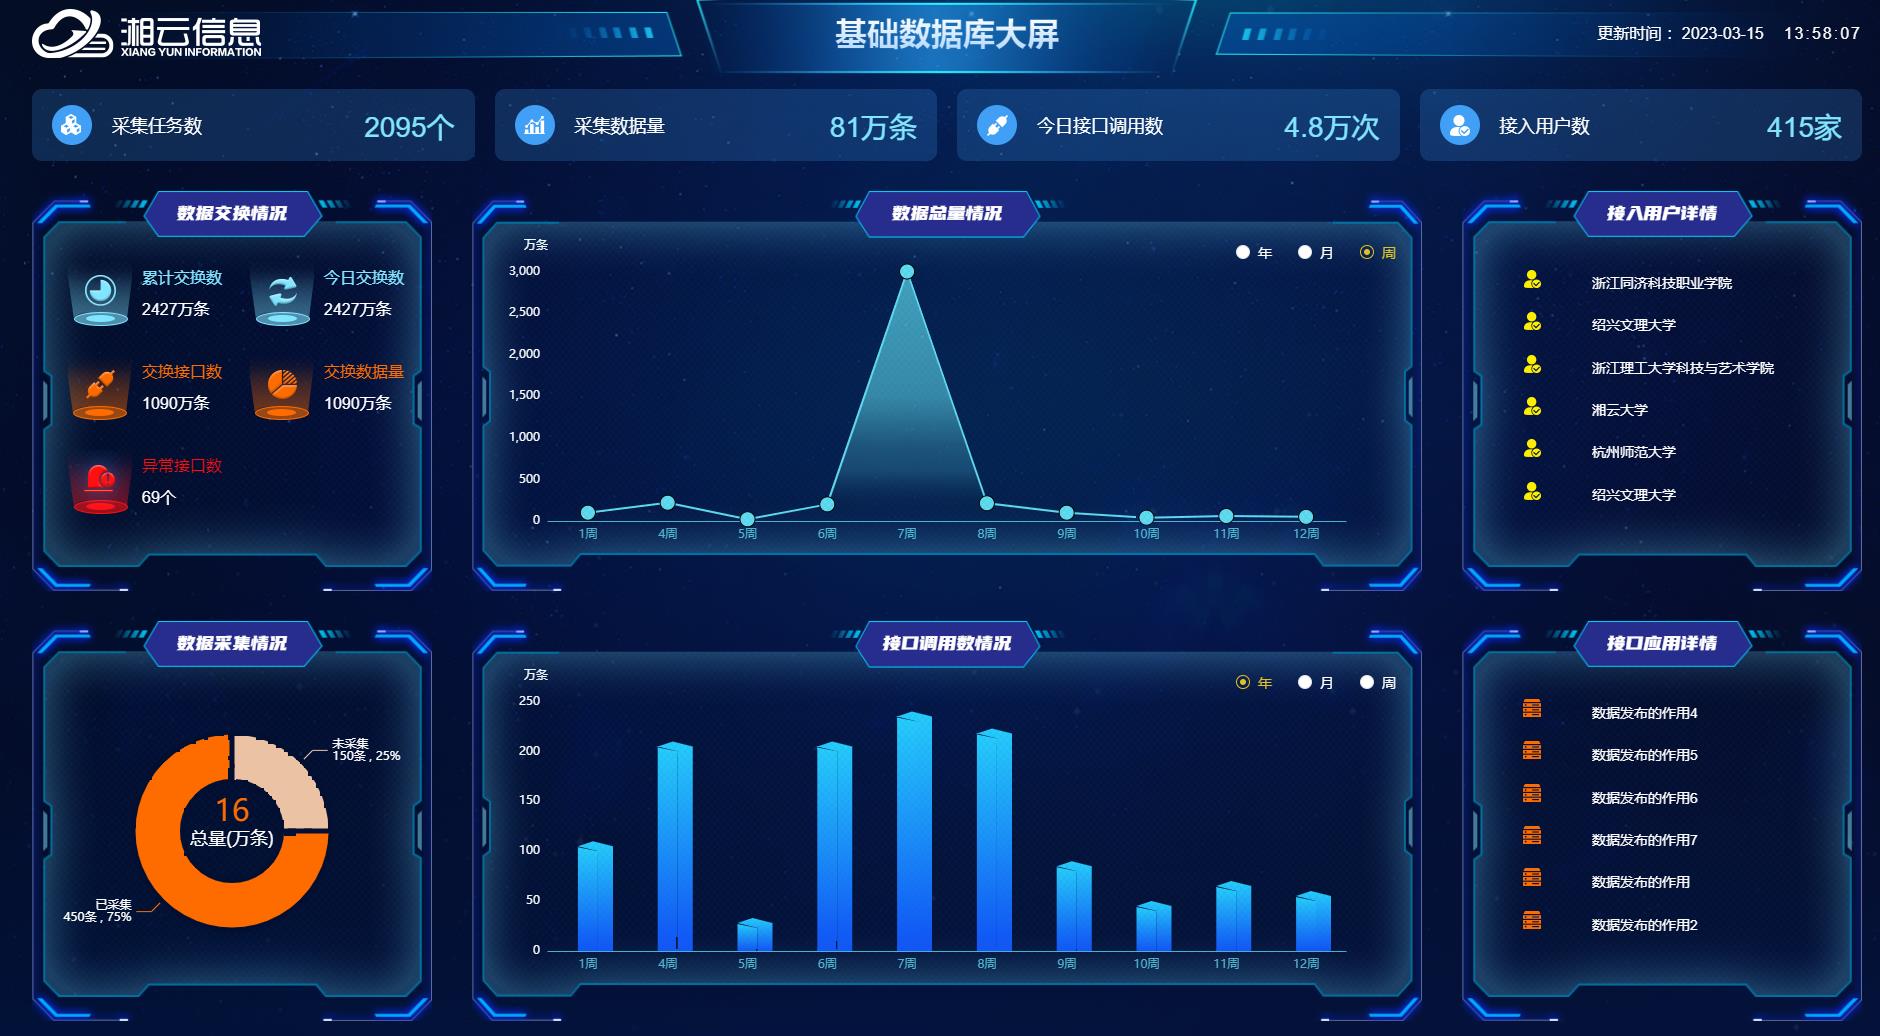 湘云信息
XIANG YUN INFORMATION
基础数据库大屏
更新时间： 2023-03-15 13:58:07
采集任务数 2095个
采集数据量 81万条
今日接口调用数 4.8万次
接入用户数 415家
数据交换情况
累计交换数
2427万条
今日交换数
2427万条
交换接口数
1090万条
交换数据量
1090万条
异常接口数
69个
数据总量情况
万条
年 月 周
3,000
2,500
2,000
1,500
1,000
500
0
1周 4周 5周 6周 7周 8周 9周 10周 11周 12周
接入用户详情
浙江同济科技职业学院
绍兴文理大学
浙江理工大学科技与艺术学院
湘云大学
杭州师范大学
绍兴文理大学
数据采集情况
未采集
150条 , 25%
16
总量(万条)
已采集
450条 , 75%
接口调用数情况
万条
年 月 周
250
200
150
100
50
0
1周 4周 5周 6周 7周 8周 9周 10周 11周 12周
接口应用详情
数据发布的作用4
数据发布的作用5
数据发布的作用6
数据发布的作用7
数据发布的作用
数据发布的作用2